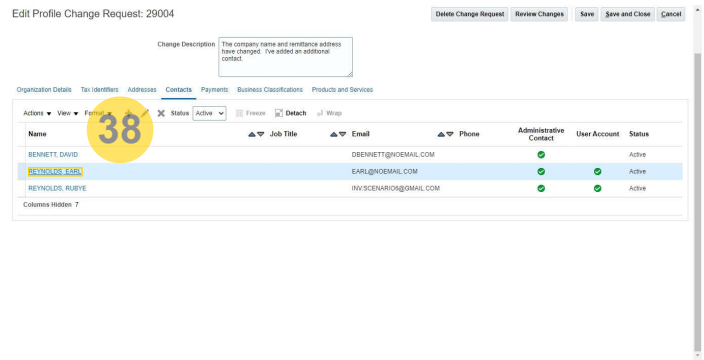 Edit Profile Change Request: 29004
Delete Change Request Review Changes Save Save and Close Cancel
Change Description The company name and remittance address
have changed. I've added an additional
contact.
Organization Details Tax Identifiers Addresses Contacts Payments Business Classifications Products and Services
Actions View Format Status Active Freeze Detach Wrap
38
Name Job Title Email Phone Administrative Contact User Account Status
BENNETT, DAVID DBENNETT@NOEMAIL.COM Active
REYNOLDS, EARL EARL@NOEMAIL.COM Active
REYNOLDS, RUBYE INV.SCENARIO6@GMAIL.COM Active
Columns Hidden 7